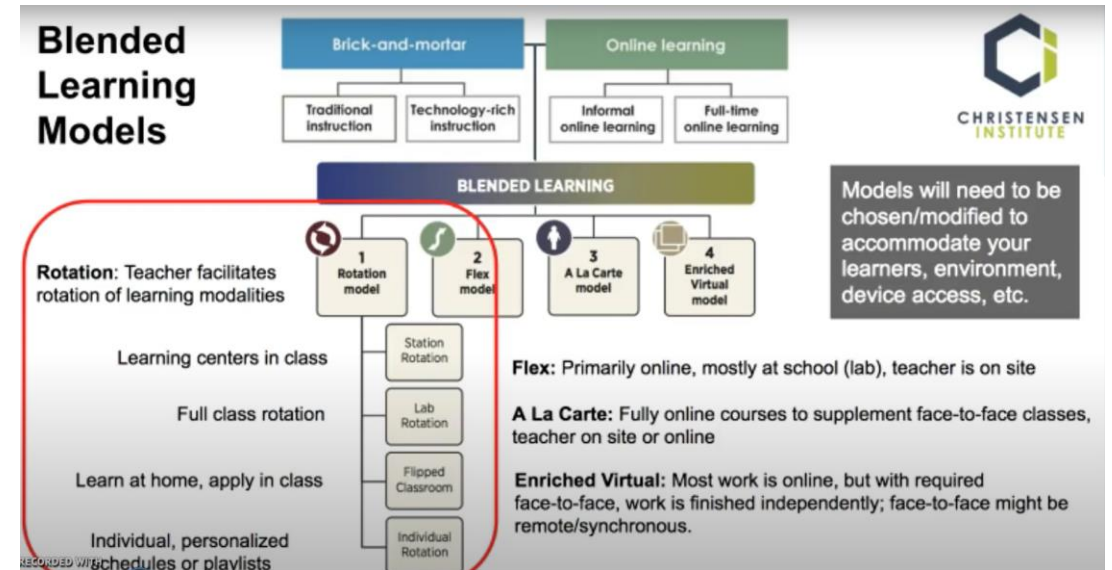 Blended
Learning
Models
Brick-and-mortar
Online learning
Traditional
instruction
Technology-rich
instruction
Informal
online learning
Full-time
online learning
CHRISTENSEN
INSTITUTE
BLENDED LEARNING
Models will need to be
chosen/modified to
accommodate your
learners, environment,
device access, etc.
1
Rotation
model
2
Flex
model
3
A La Carte
model
4
Enriched
Virtual
model
Rotation: Teacher facilitates
rotation of learning modalities
Learning centers in class
Station
Rotation
Full class rotation
Lab
Rotation
Learn at home, apply in class
Flipped
Classroom
Individual, personalized
schedules or playlists
Individual
Rotation
Flex: Primarily online, mostly at school (lab), teacher is on site
A La Carte: Fully online courses to supplement face-to-face classes,
teacher on site or online
Enriched Virtual: Most work is online, but with required
face-to-face, work is finished independently; face-to-face might be
remote/synchronous.
RECORDED WITH